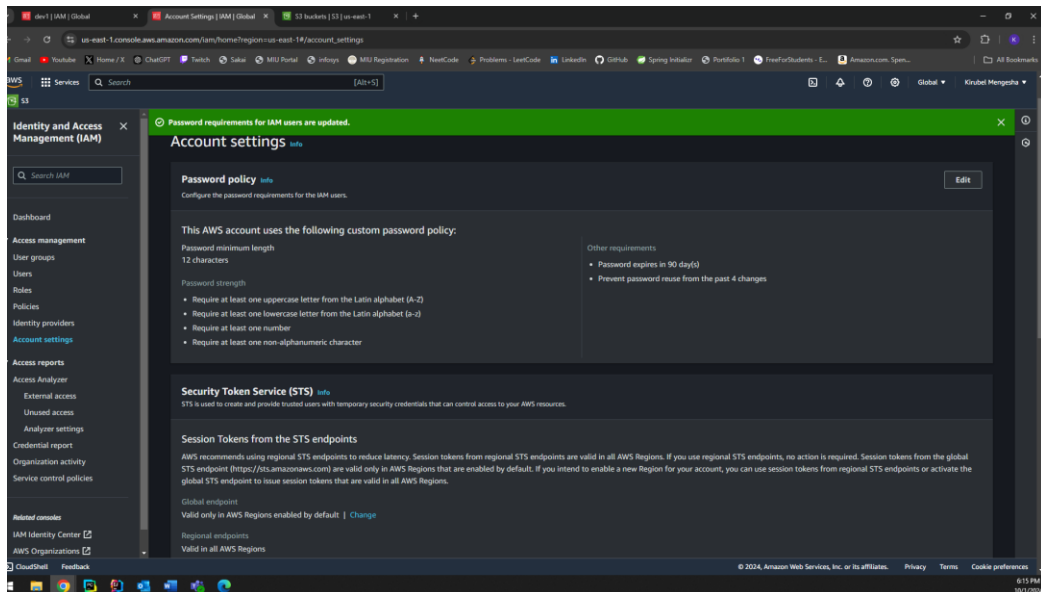 dev1 | IAM | Global
Account Settings | IAM | Global
S3 buckets | S3 | us-east-1
us-east-1.console.aws.amazon.com/iam/home?region=us-east-1#/account_settings
Gmail Youtube Home / X ChatGPT Twitch Sakai MIU Portal infosys MIU Registration NeetCode Problems - LeetCode LinkedIn GitHub Spring Initializr Portifolio 1 FreeForStudents - E... Amazon.com. Spen... All Bookmarks
aws Services Search [Alt+S] Global Kirubel Mengesha
S3
Identity and Access Management (IAM)
Search IAM
Dashboard
Access management
User groups
Users
Roles
Policies
Identity providers
Account settings
Access reports
Access Analyzer
External access
Unused access
Analyzer settings
Credential report
Organization activity
Service control policies
Related consoles
IAM Identity Center
AWS Organizations
Password requirements for IAM users are updated.
Account settings Info
Password policy Info
Edit
Configure the password requirements for the IAM users.
This AWS account uses the following custom password policy:
Password minimum length
12 characters
Password strength
• Require at least one uppercase letter from the Latin alphabet (A-Z)
• Require at least one lowercase letter from the Latin alphabet (a-z)
• Require at least one number
• Require at least one non-alphanumeric character
Other requirements
• Password expires in 90 day(s)
• Prevent password reuse from the past 4 changes
Security Token Service (STS) Info
STS is used to create and provide trusted users with temporary security credentials that can control access to your AWS resources.
Session Tokens from the STS endpoints
AWS recommends using regional STS endpoints to reduce latency. Session tokens from regional STS endpoints are valid in all AWS Regions. If you use regional STS endpoints, no action is required. Session tokens from the global
STS endpoint (https://sts.amazonaws.com) are valid only in AWS Regions that are enabled by default. If you intend to enable a new Region for your account, you can use session tokens from regional STS endpoints or activate the
global STS endpoint to issue session tokens that are valid in all AWS Regions.
Global endpoint
Valid only in AWS Regions enabled by default | Change
Regional endpoints
Valid in all AWS Regions
CloudShell Feedback © 2024, Amazon Web Services, Inc. or its affiliates. Privacy Terms Cookie preferences
6:15 PM